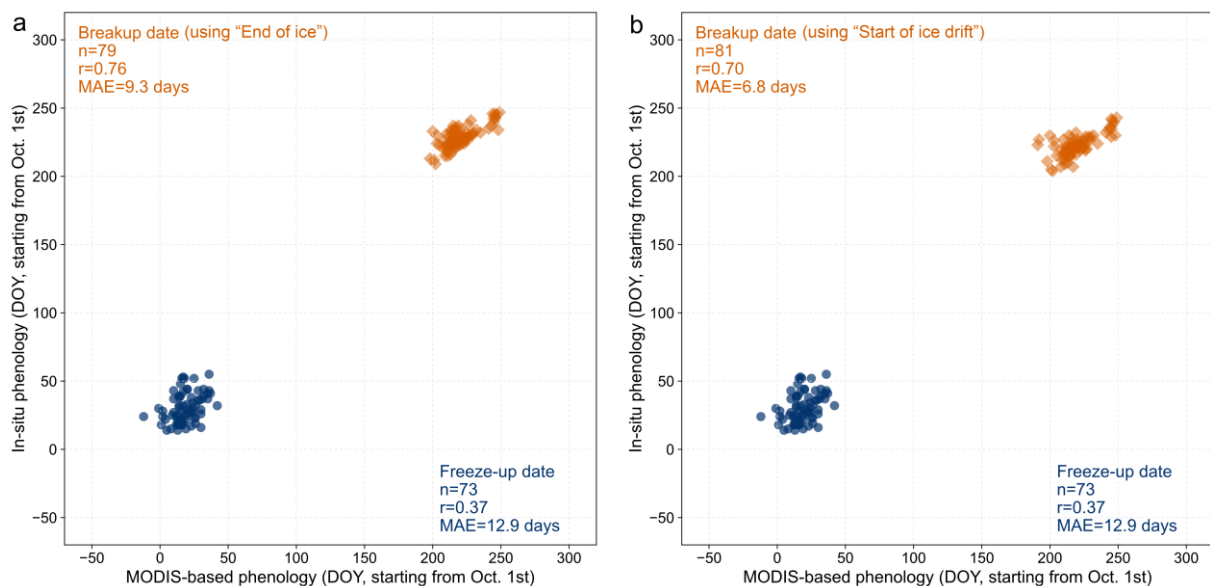 a
Breakup date (using “End of ice”)
n=79
r=0.76
MAE=9.3 days
Freeze-up date
n=73
r=0.37
MAE=12.9 days
300
250
200
150
100
50
0
−50
In-situ phenology (DOY, starting from Oct. 1st)
−50 0 50 100 150 200 250 300
MODIS-based phenology (DOY, starting from Oct. 1st)
b
Breakup date (using “Start of ice drift”)
n=81
r=0.70
MAE=6.8 days
Freeze-up date
n=73
r=0.37
MAE=12.9 days
300
250
200
150
100
50
0
−50
In-situ phenology (DOY, starting from Oct. 1st)
−50 0 50 100 150 200 250 300
MODIS-based phenology (DOY, starting from Oct. 1st)